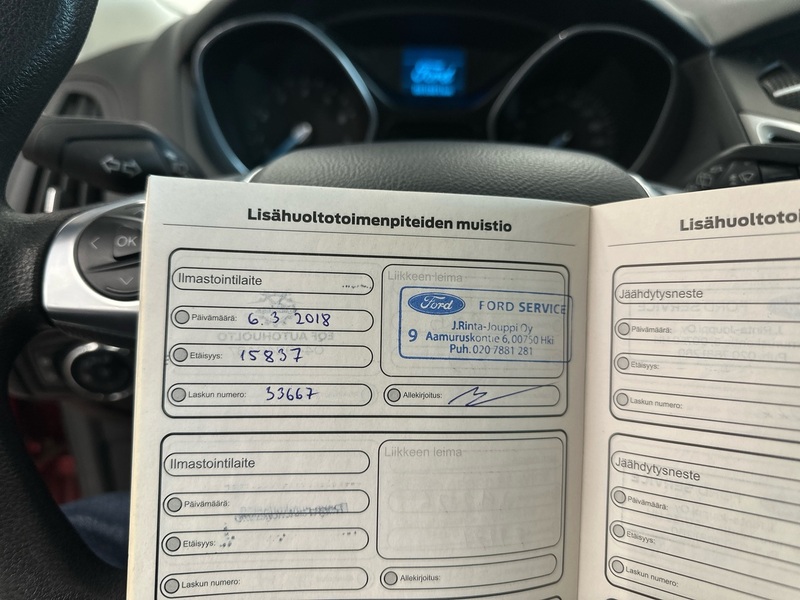 Ford
OK
Lisähuoltotoimenpiteiden muistio
Ilmastointilaite
Päivämäärä: 6.3 2018
Etäisyys: 15837
Laskun numero: 33667
Liikkeen leima
Ford FORD SERVICE
J.Rinta-Jouppi Oy
9 Aamuruskontie 6, 00750 Hki
Puh. 020 7881 281
Allekirjoitus:
Ilmastointilaite
Päivämäärä:
Etäisyys:
Laskun numero:
Liikkeen leima
Allekirjoitus:
Jäähdytysneste
Päivämäärä:
Etäisyys:
Laskun numero:
Jäähdytysneste
Päivämäärä:
Etäisyys:
Laskun numero: